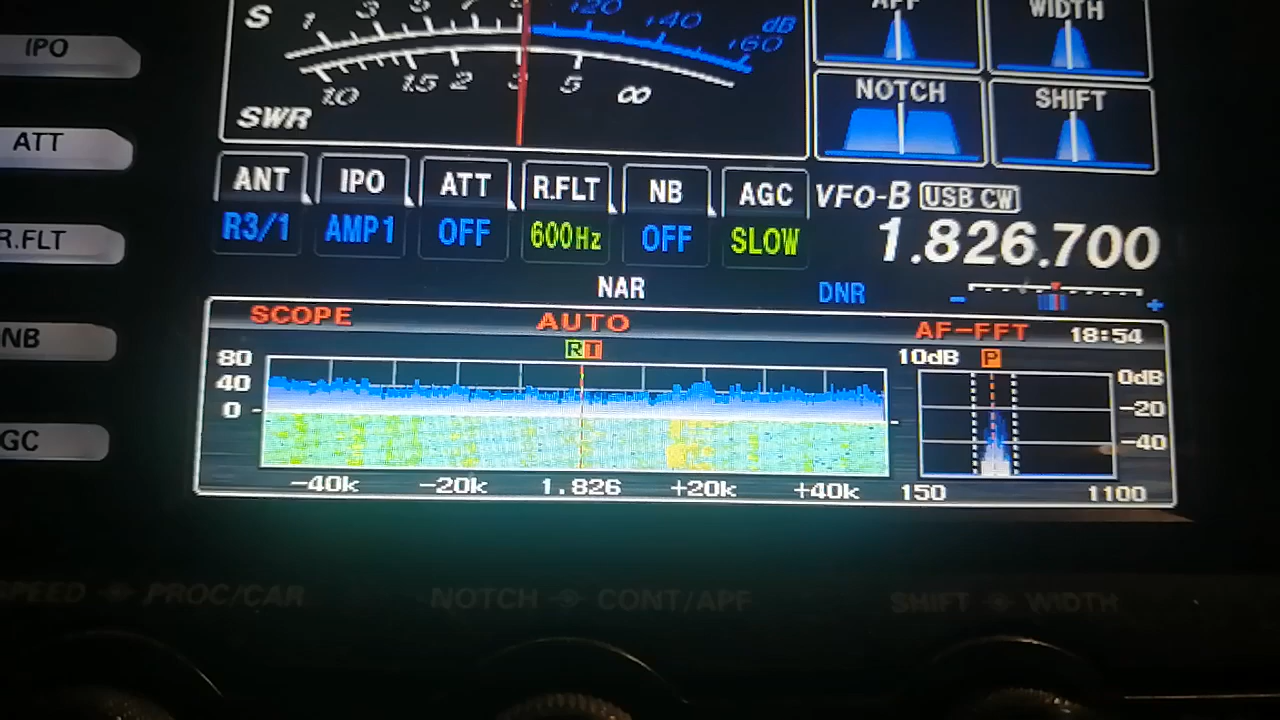 S 1 3 5 7 9 +20 +40 +60 dB
1.0 1.5 2 3 5 ∞
SWR
WIDTH
NOTCH
SHIFT
IPO
ATT
R.FLT
NB
GC
ANT IPO ATT R.FLT NB AGC
R3/1 AMP1 OFF 600Hz OFF SLOW
VFO-B USB CW
1.826.700
NAR DNR
- +
SCOPE AUTO AF-FFT 18:54
RT 10dB P
80
40
0
0dB
-20
-40
-40k -20k 1.826 +20k +40k 150 1100
SPEED PROC/CAR NOTCH CONT/APF SHIFT WIDTH